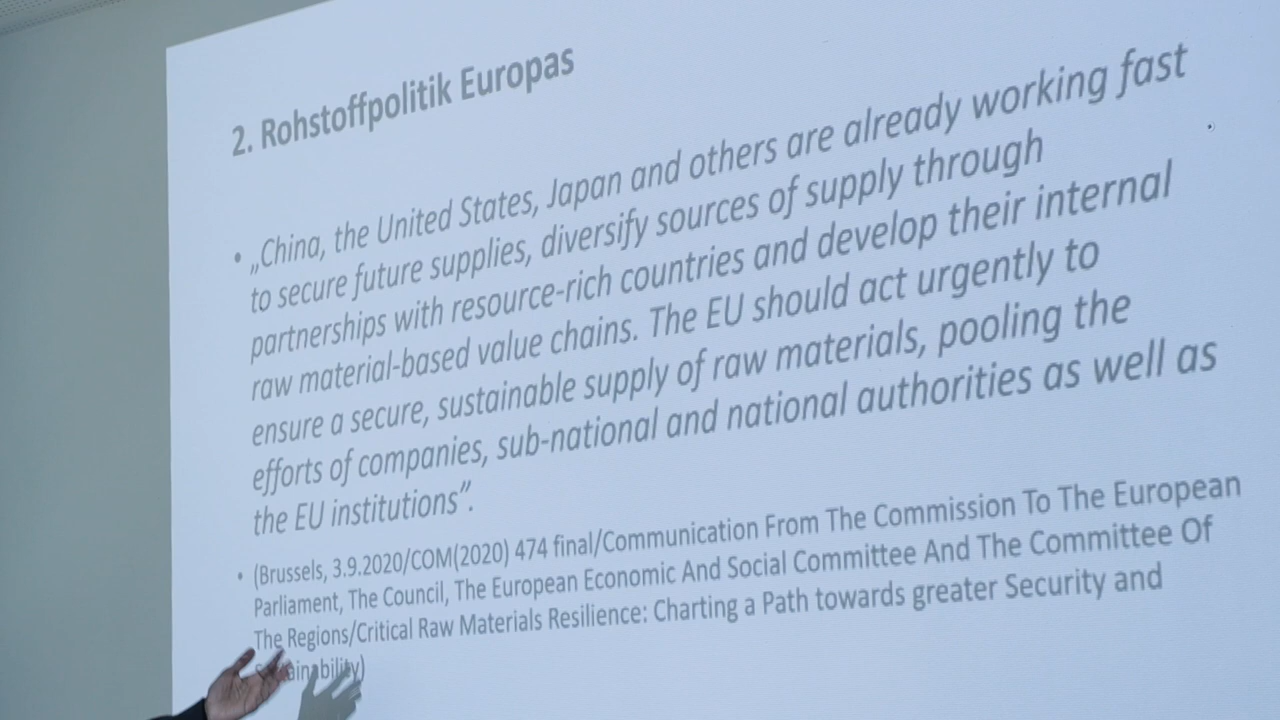 2. Rohstoffpolitik Europas
• „China, the United States, Japan and others are already working fast
to secure future supplies, diversify sources of supply through
partnerships with resource-rich countries and develop their internal
raw material-based value chains. The EU should act urgently to
ensure a secure, sustainable supply of raw materials, pooling the
efforts of companies, sub-national and national authorities as well as
the EU institutions”.
• (Brussels, 3.9.2020/COM(2020) 474 final/Communication From The Commission To The European
Parliament, The Council, The European Economic And Social Committee And The Committee Of
The Regions/Critical Raw Materials Resilience: Charting a Path towards greater Security and
sustainability)